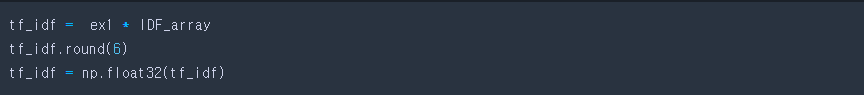 tf_idf =  ex1 * IDF_array
tf_idf.round(6)
tf_idf = np.float32(tf_idf)